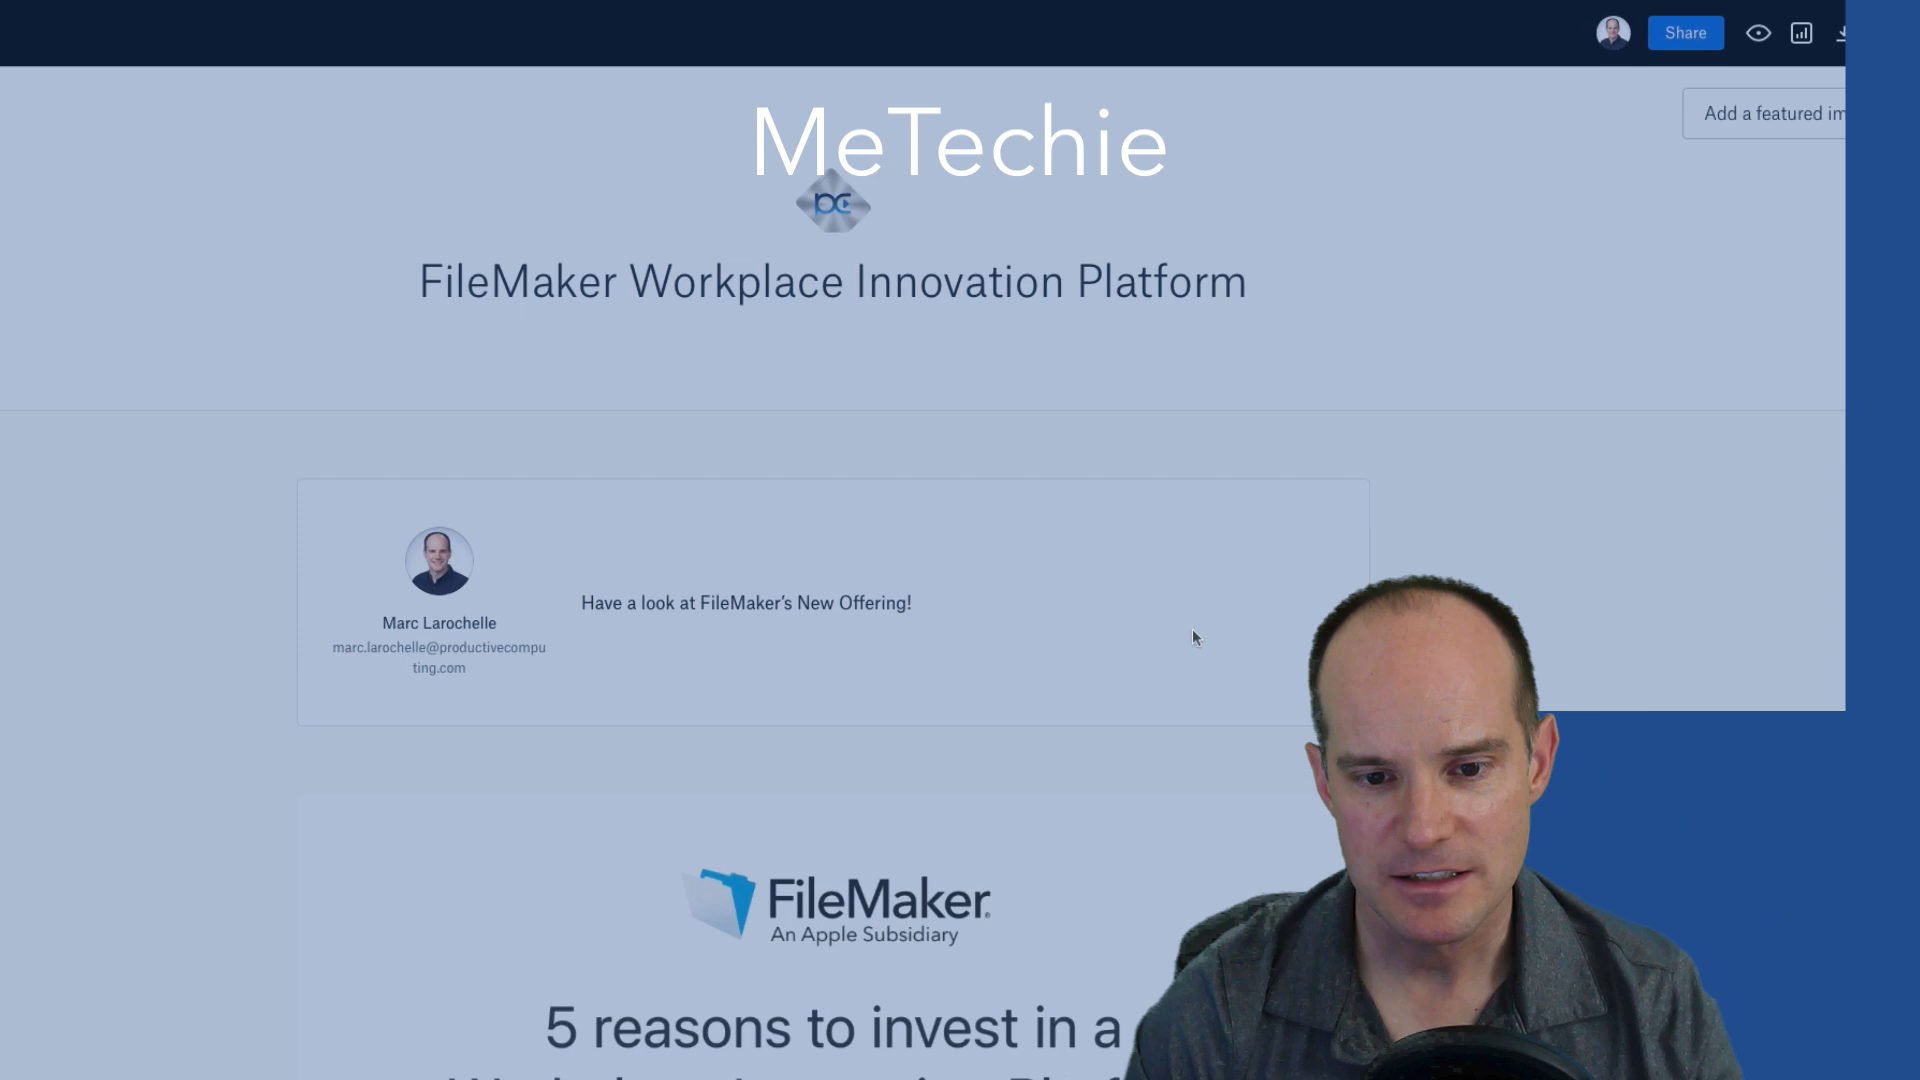 Share
Add a featured im
MeTechie
pc
FileMaker Workplace Innovation Platform
Have a look at FileMaker's New Offering!
Marc Larochelle
marc.larochelle@productivecompu
ting.com
FileMaker
An Apple Subsidiary
5 reasons to invest in a